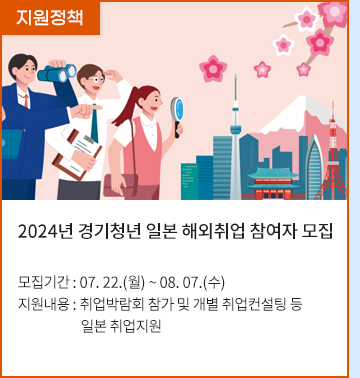 지원정책
2024년 경기청년 일본 해외취업 참여자 모집
모집기간 : 07. 22.(월) ~ 08. 07.(수)
지원내용 : 취업박람회 참가 및 개별 취업컨설팅 등
일본 취업지원